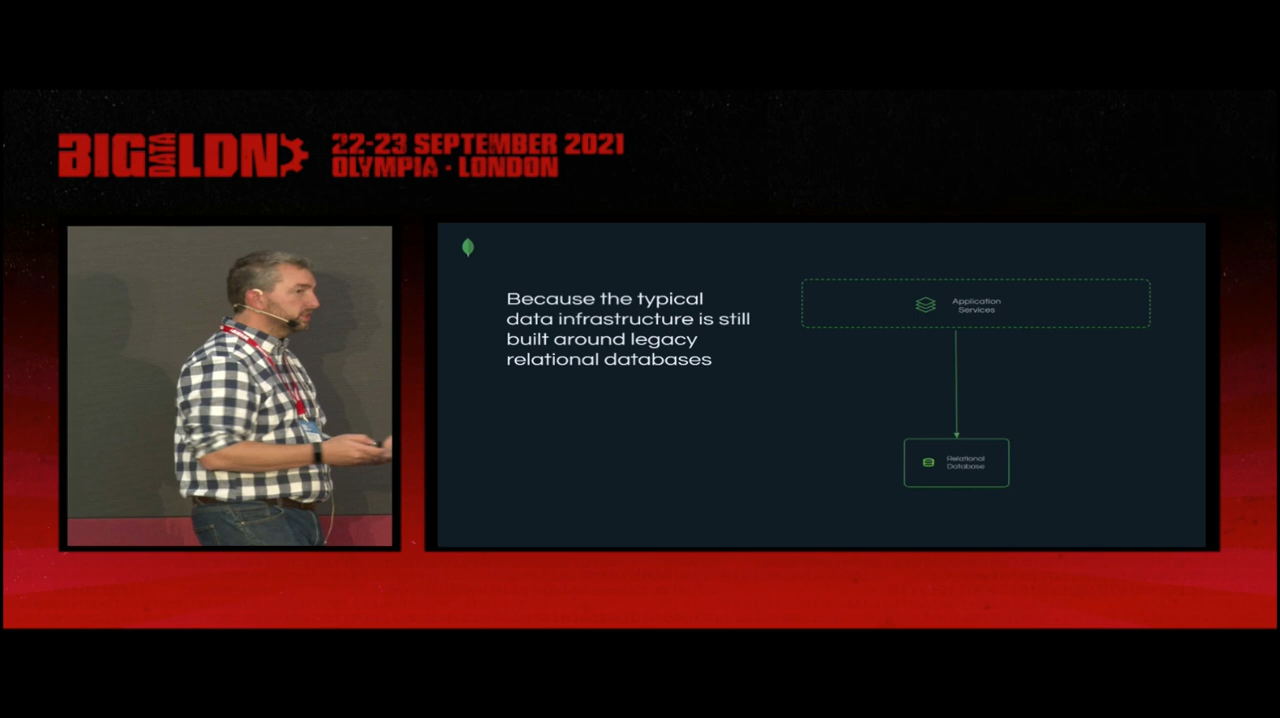 BIG DATA LDN
22-23 SEPTEMBER 2021
OLYMPIA · LONDON
Because the typical
data infrastructure is still
built around legacy
relational databases
Application
Services
Relational
Database